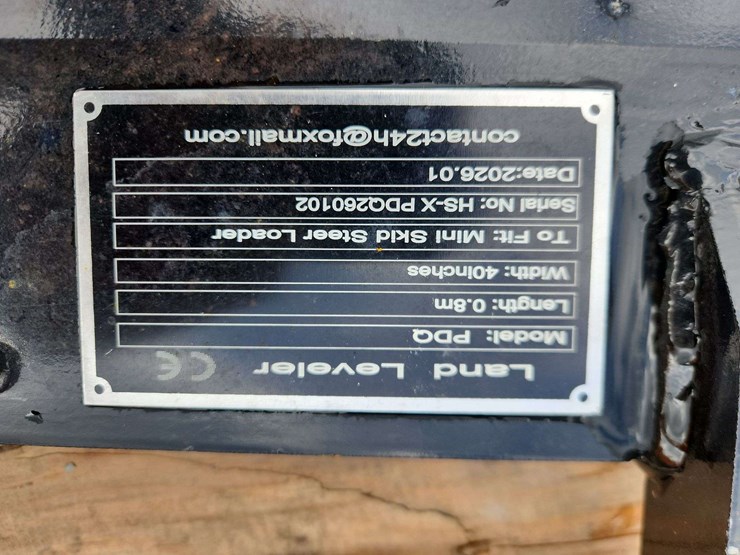 Land Leveler CE
Model: PDQ
Length: 0.8m
Width: 40inches
To Fit: Mini Skid Steer Loader
Serial No: HS-X PDQ260102
Date:2026.01
contact24h@foxmail.com